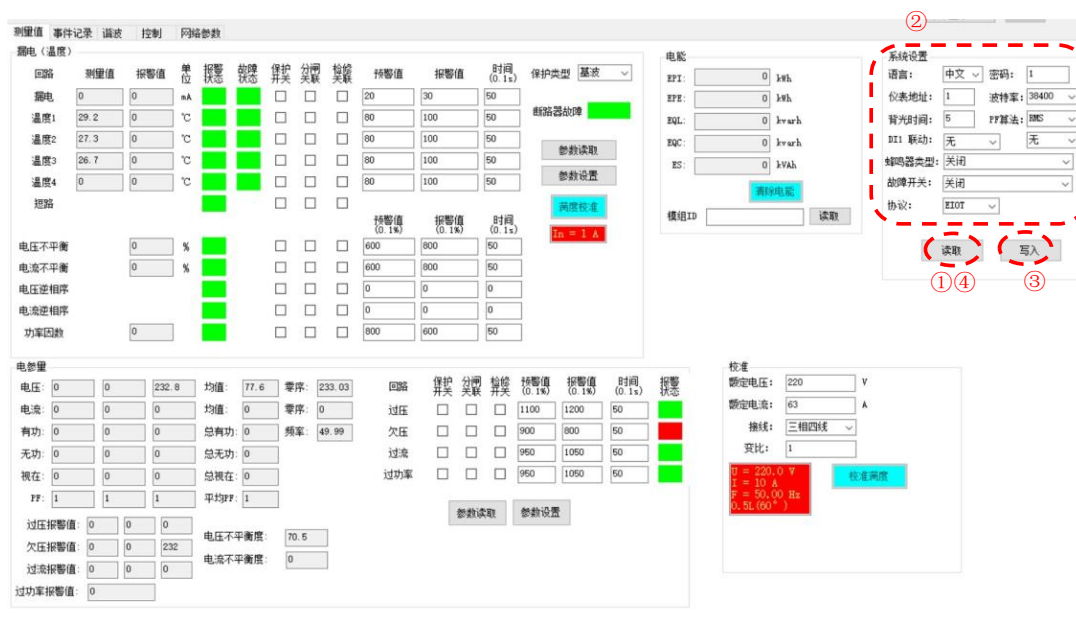 ②
测量值 事件记录 谐波 控制 网络参数
漏电（温度）
回路 测量值 报警值 单位 报警状态 故障状态 保护开关 分闸关联 检修关联 预警值 报警值 时间(0.1s) 保护类型 基波
漏电 0 0 mA 20 30 50
断路器故障
温度1 29.2 0 ℃ 80 100 50
温度2 27.3 0 ℃ 80 100 50
参数读取
温度3 26.7 0 ℃ 80 100 50
参数设置
温度4 0 0 ℃ 80 100 50
短路
满度校准
In = 1 A
预警值(0.1%) 报警值(0.1%) 时间(0.1s)
电压不平衡 0 % 600 800 50
电流不平衡 0 % 600 800 50
电压逆相序 0 0 0
电流逆相序 0 0 0
功率因数 0 800 600 50
电能
EPI: 0 kWh
EPE: 0 kWh
EQL: 0 kvarh
EQC: 0 kvarh
ES: 0 kVAh
清除电能
模组ID 读取
系统设置
语言: 中文 密码: 1
仪表地址: 1 波特率: 38400
背光时间: 5 PF算法: RMS
DI1 联动: 无 无
蜂鸣器类型: 关闭
故障开关: 关闭
协议: EIOT
读取 写入
①④ ③
电参量
电压: 0 0 232.8 均值: 77.6 零序: 233.03
电流: 0 0 0 均值: 0 零序: 0
有功: 0 0 0 总有功: 0 频率: 49.99
无功: 0 0 0 总无功: 0
视在: 0 0 0 总视在: 0
PF: 1 1 1 平均PF: 1
过压报警值: 0 0 0
欠压报警值: 0 0 232
过流报警值: 0 0 0
过功率报警值: 0
电压不平衡度: 70.5
电流不平衡度: 0
回路 保护开关 分闸关联 检修开关 预警值(0.1%) 报警值(0.1%) 时间(0.1s) 报警状态
过压 1100 1200 50
欠压 900 800 50
过流 950 1050 50
过功率 950 1050 50
参数读取 参数设置
校准
额定电压: 220 V
额定电流: 63 A
接线: 三相四线
变比: 1
U = 220.0 V
I = 10 A
F = 50.00 Hz
0.5L(60° )
校准满度